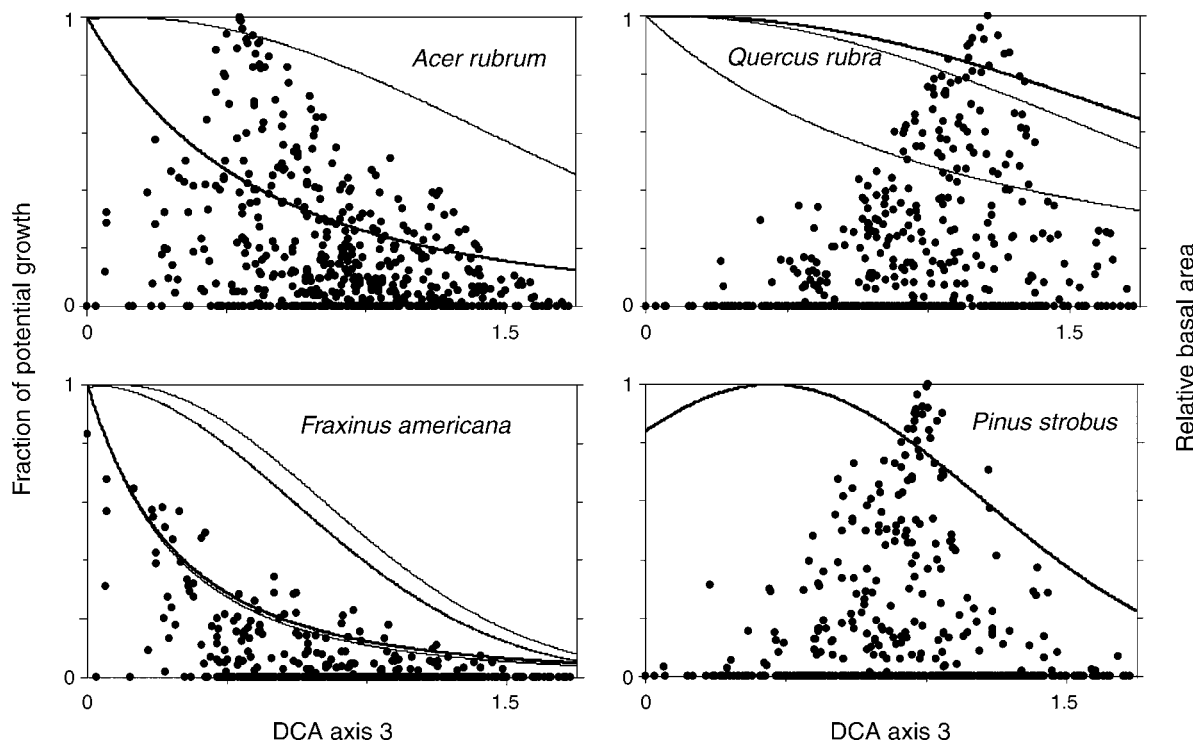 Fraction of potential growth
1
Acer rubrum
0
0
1.5
1
Quercus rubra
0
0
1.5
1
Fraxinus americana
0
0
1.5
DCA axis 3
1
Pinus strobus
0
0
1.5
DCA axis 3
Relative basal area